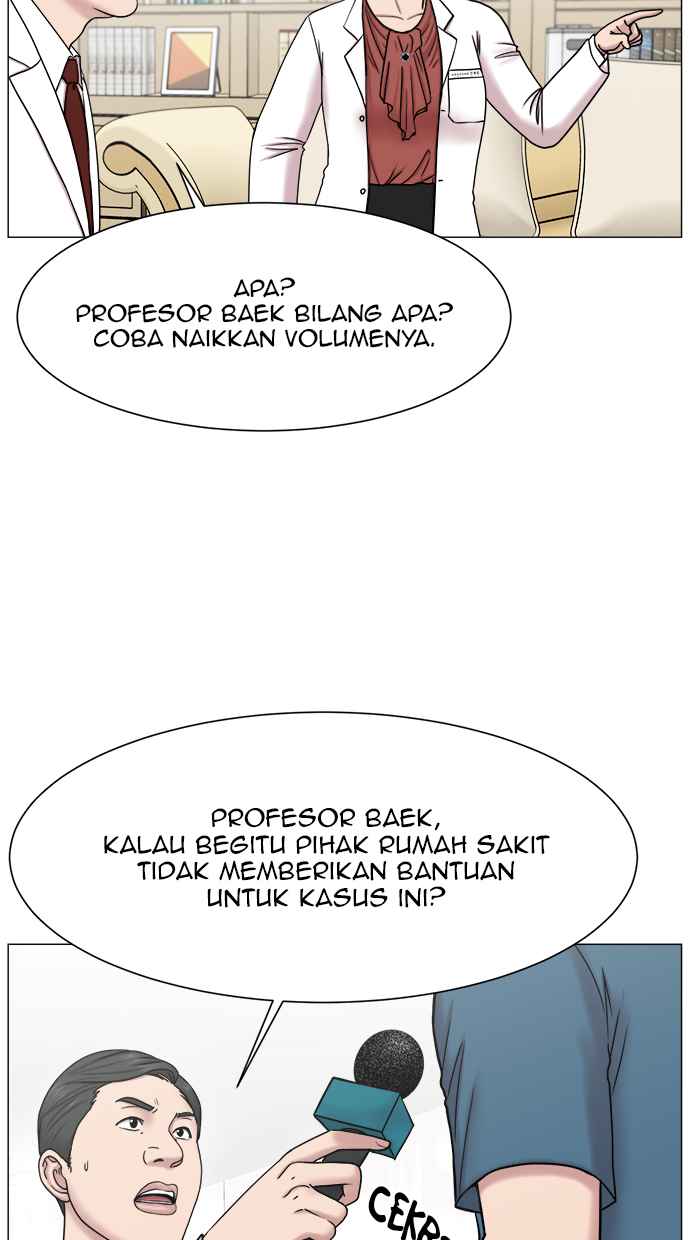 APA?
PROFESOR BAEK BILANG APA?
COBA NAIKKAN VOLUMENYA.
PROFESOR BAEK,
KALAU BEGITU PIHAK RUMAH SAKIT
TIDAK MEMBERIKAN BANTUAN
UNTUK KASUS INI?